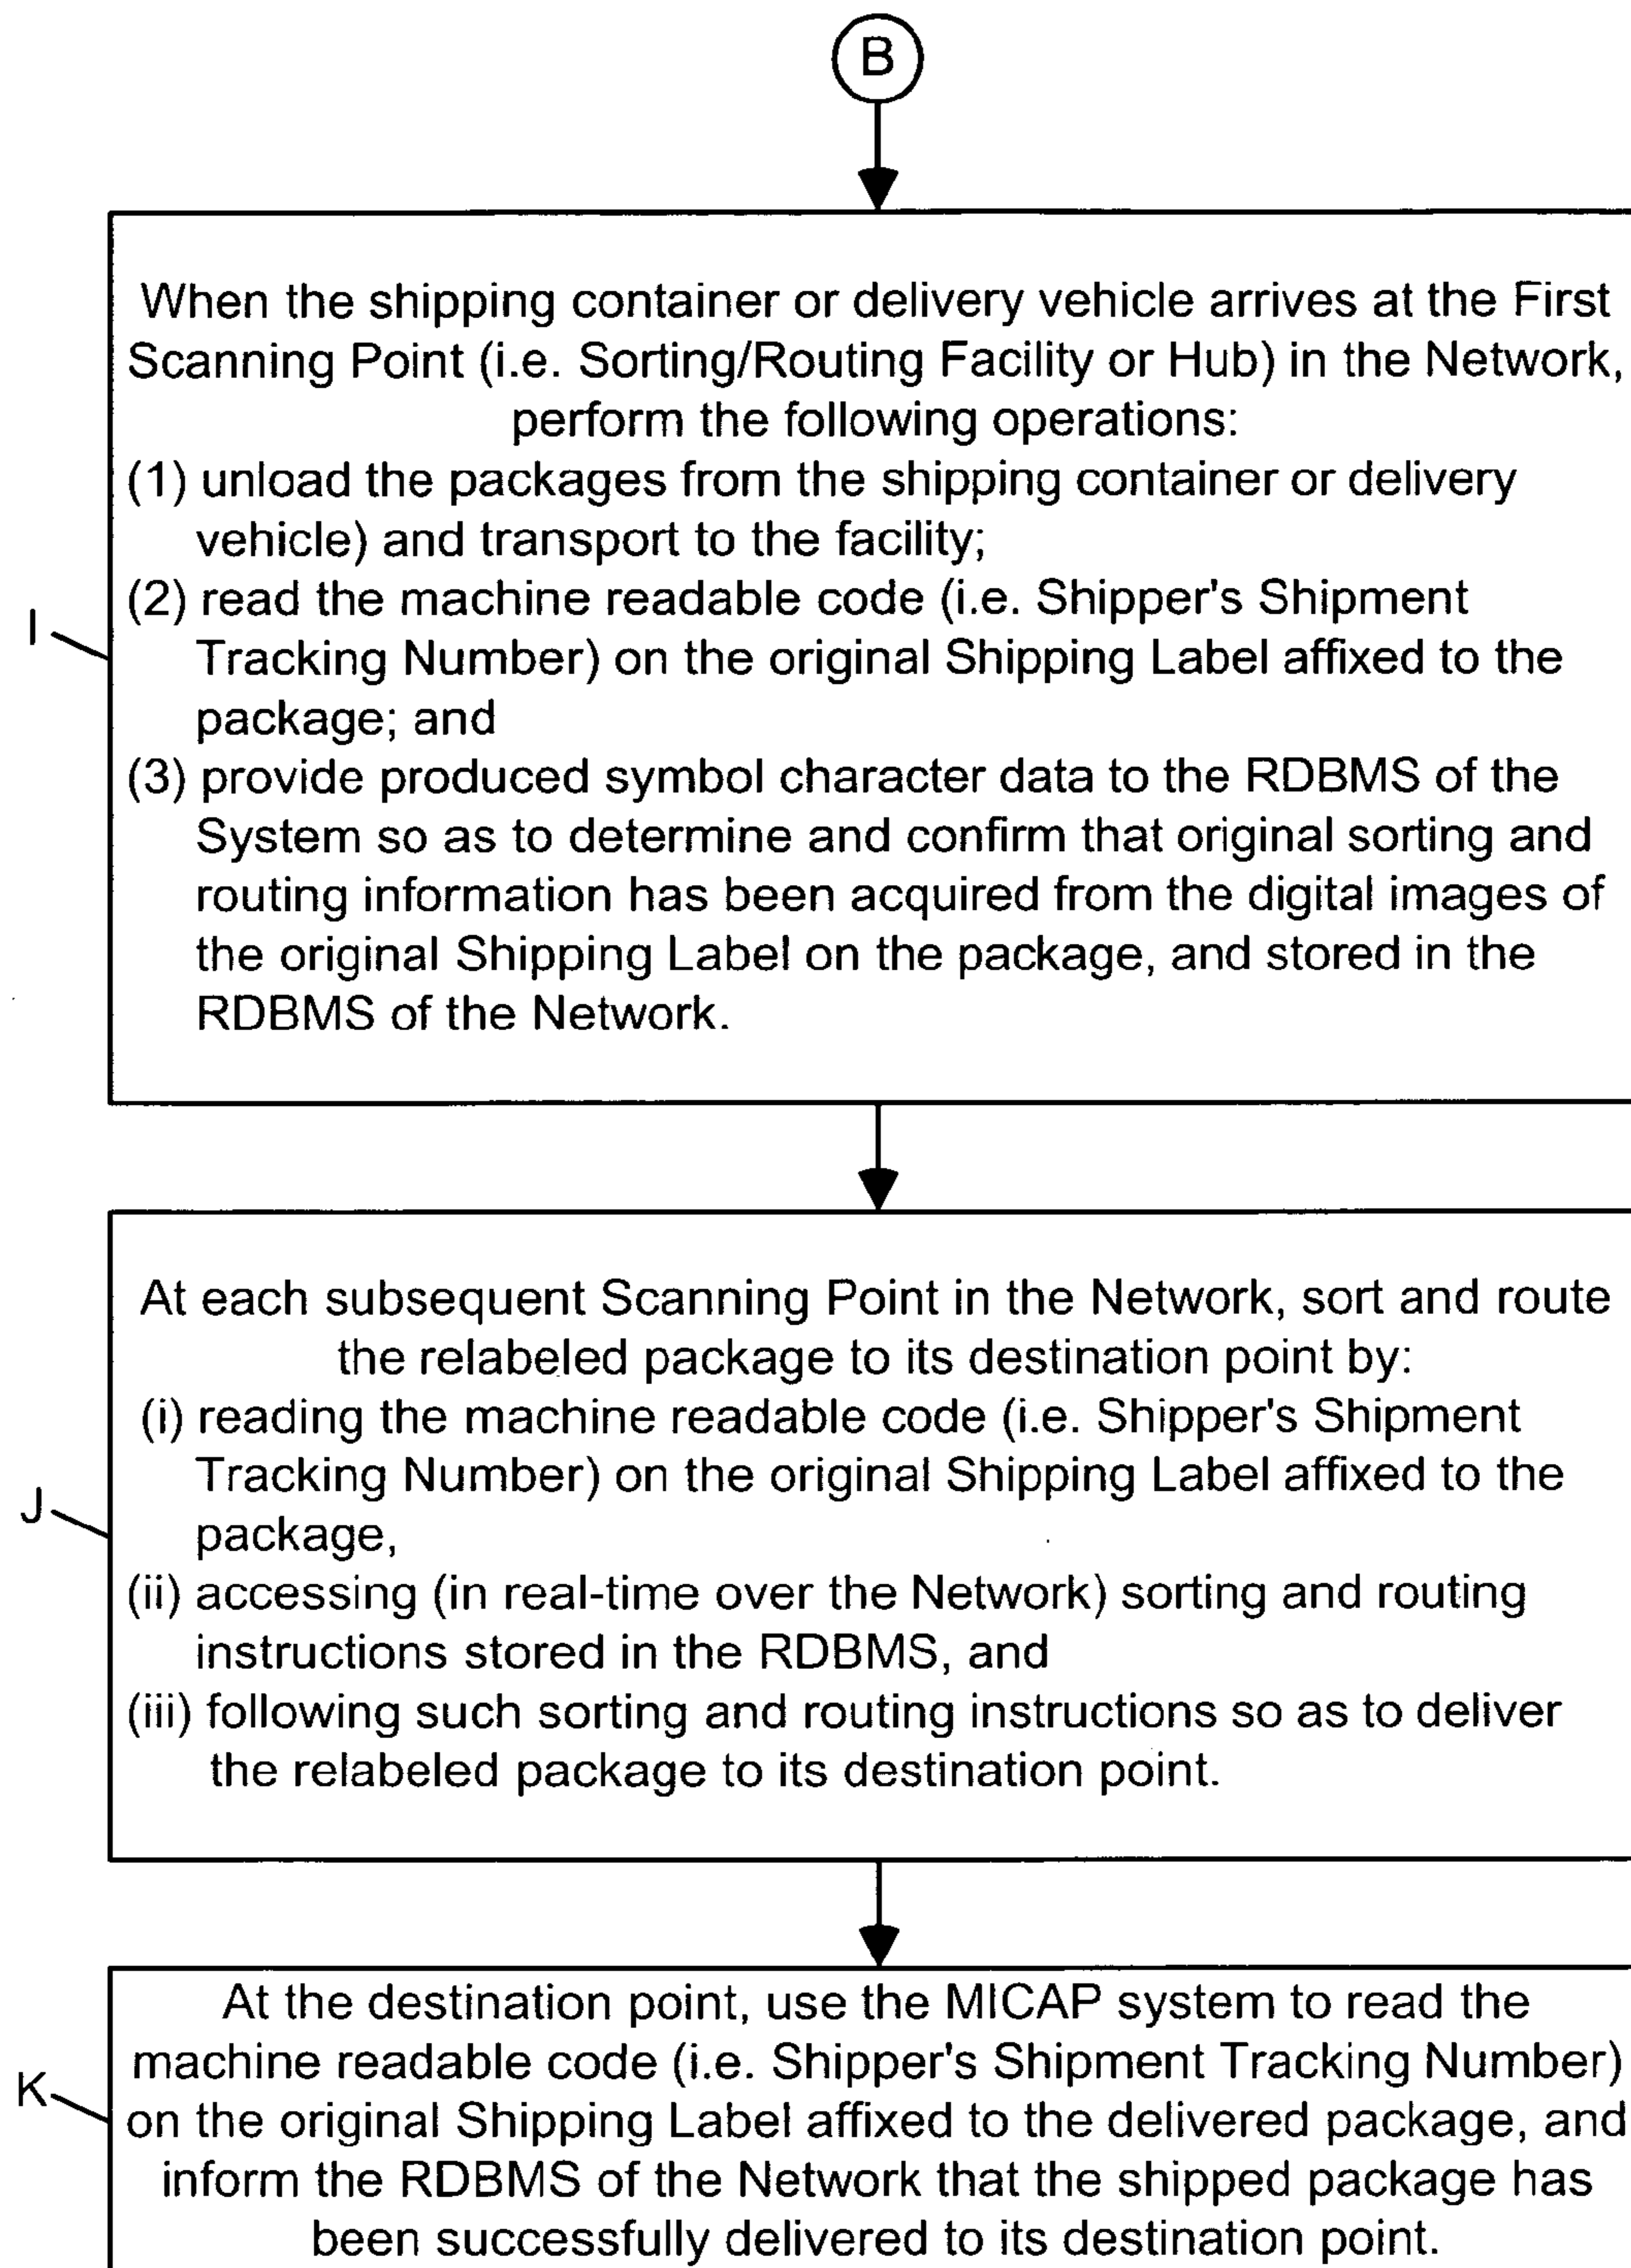 B
When the shipping container or delivery vehicle arrives at the First
Scanning Point (i.e. Sorting/Routing Facility or Hub) in the Network,
perform the following operations:
(1) unload the packages from the shipping container or delivery
vehicle) and transport to the facility;
(2) read the machine readable code (i.e. Shipper's Shipment
Tracking Number) on the original Shipping Label affixed to the
package; and
(3) provide produced symbol character data to the RDBMS of the
System so as to determine and confirm that original sorting and
routing information has been acquired from the digital images of
the original Shipping Label on the package, and stored in the
RDBMS of the Network.
I
At each subsequent Scanning Point in the Network, sort and route
the relabeled package to its destination point by:
(i) reading the machine readable code (i.e. Shipper's Shipment
Tracking Number) on the original Shipping Label affixed to the
package,
(ii) accessing (in real-time over the Network) sorting and routing
instructions stored in the RDBMS, and
(iii) following such sorting and routing instructions so as to deliver
the relabeled package to its destination point.
J
At the destination point, use the MICAP system to read the
machine readable code (i.e. Shipper's Shipment Tracking Number)
on the original Shipping Label affixed to the delivered package, and
inform the RDBMS of the Network that the shipped package has
been successfully delivered to its destination point.
K